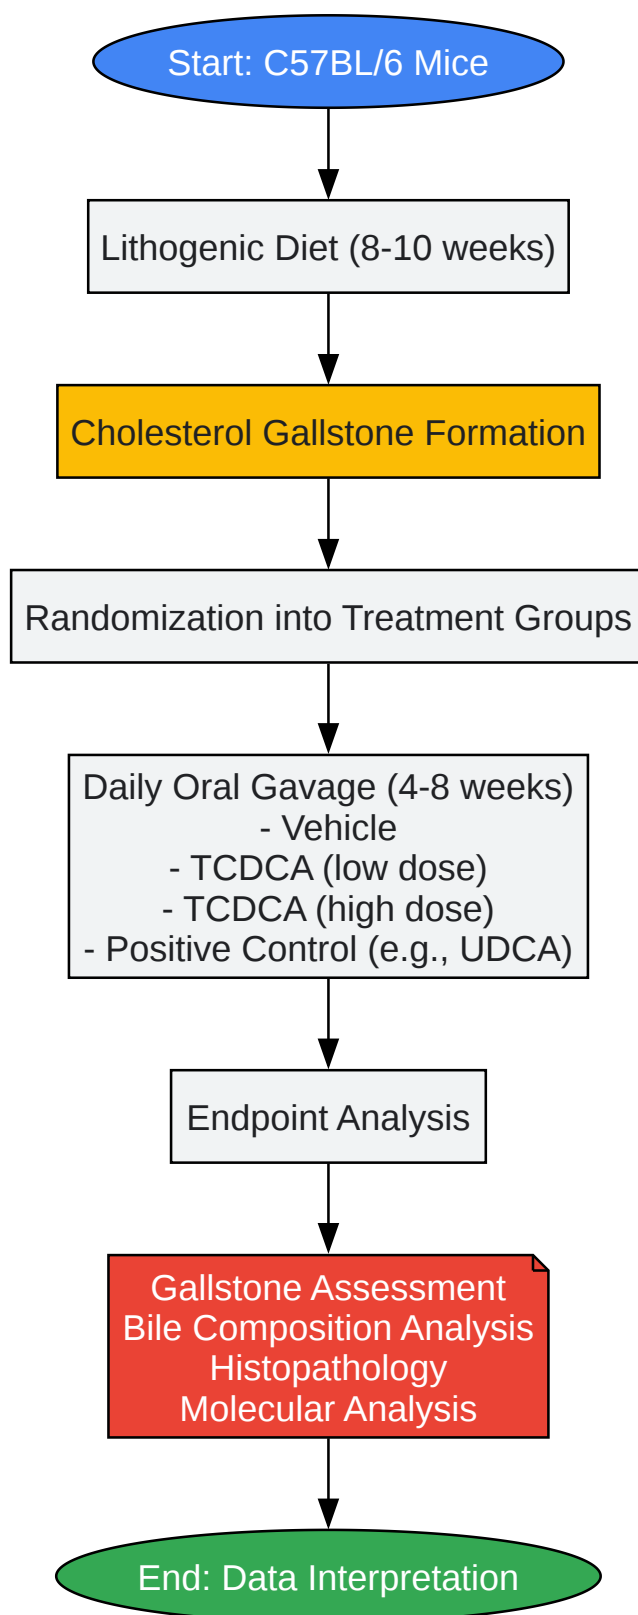 Start: C57BL/6 Mice
Lithogenic Diet (8-10 weeks)
Cholesterol Gallstone Formation
Randomization into Treatment Groups
Daily Oral Gavage (4-8 weeks)
- Vehicle
- TCDCA (low dose)
- TCDCA (high dose)
- Positive Control (e.g., UDCA)
Endpoint Analysis
Gallstone Assessment
Bile Composition Analysis
Histopathology
Molecular Analysis
End: Data Interpretation